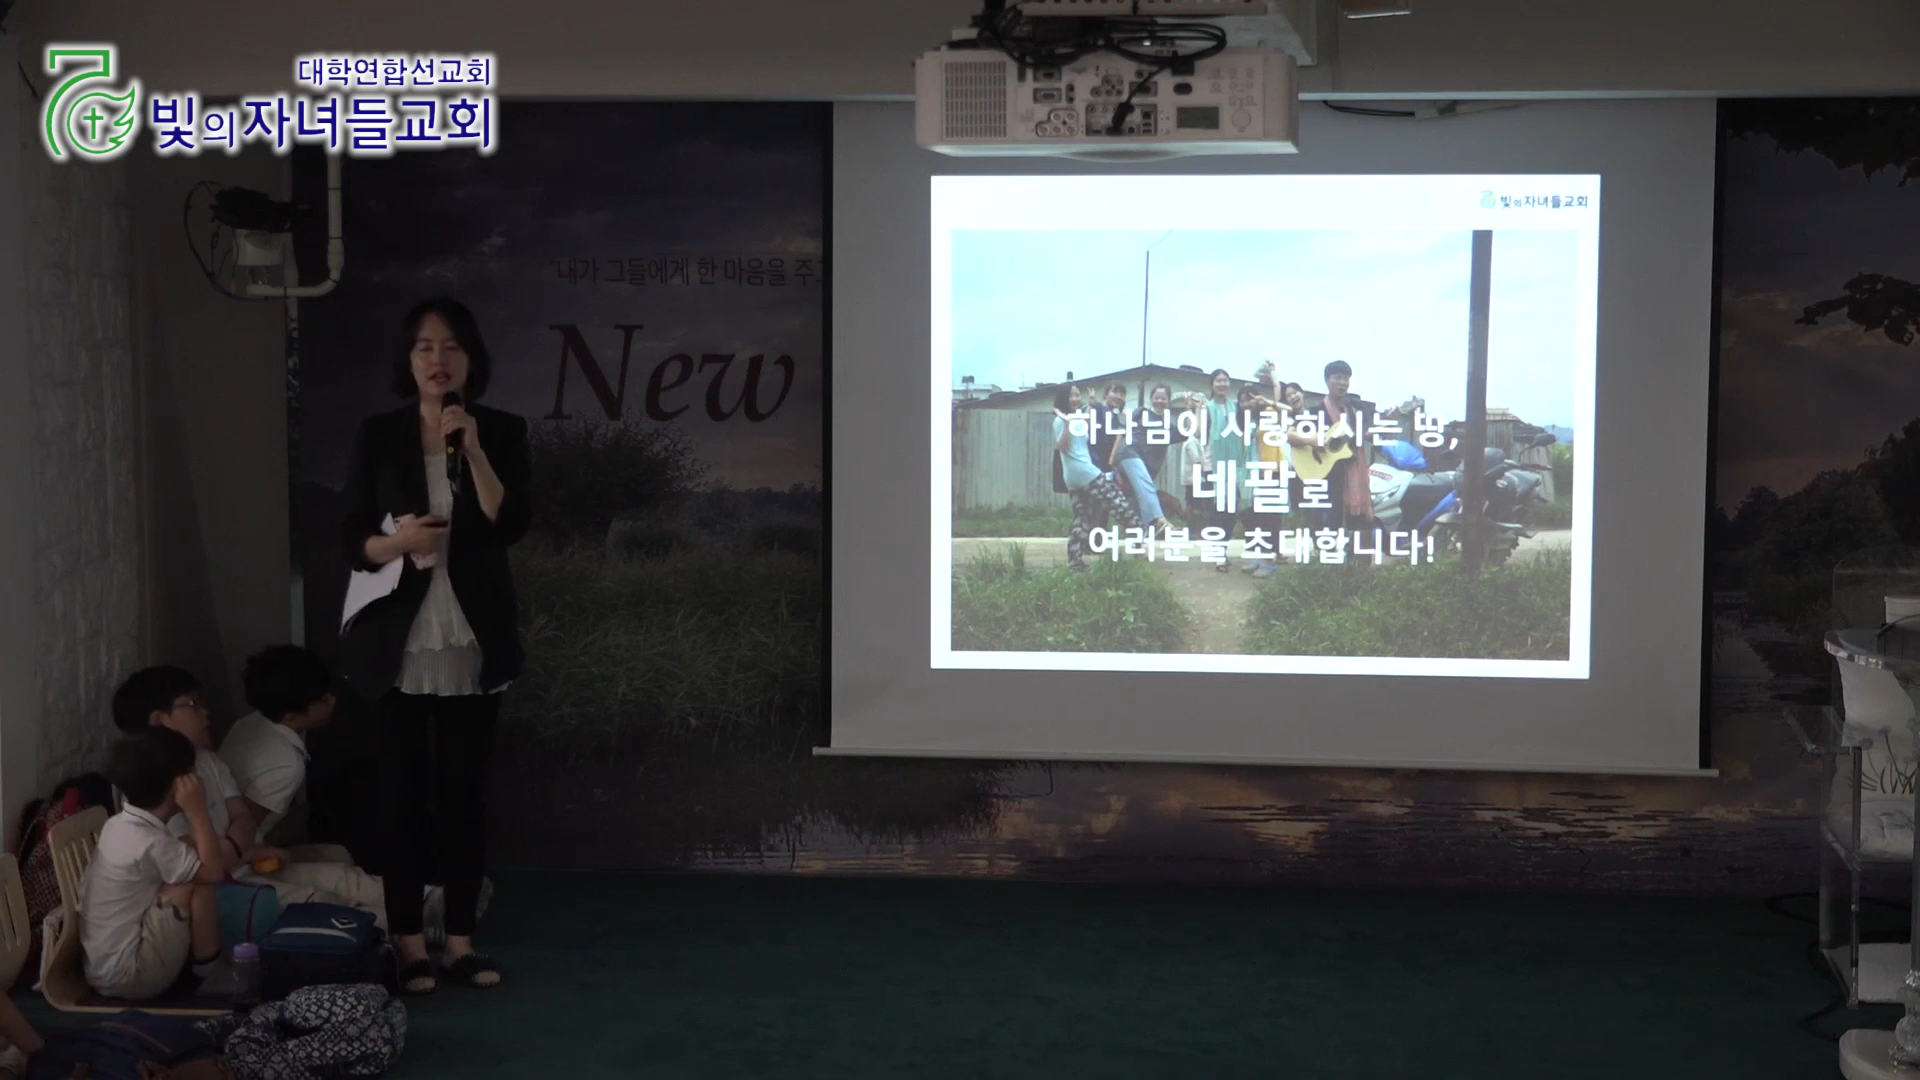 대학연합선교회
빛의자녀들교회
"내가 그들에게 한 마음을 주고
New
빛의자녀들교회
하나님이 사랑하시는 땅,
네팔로
여러분을 초대합니다!